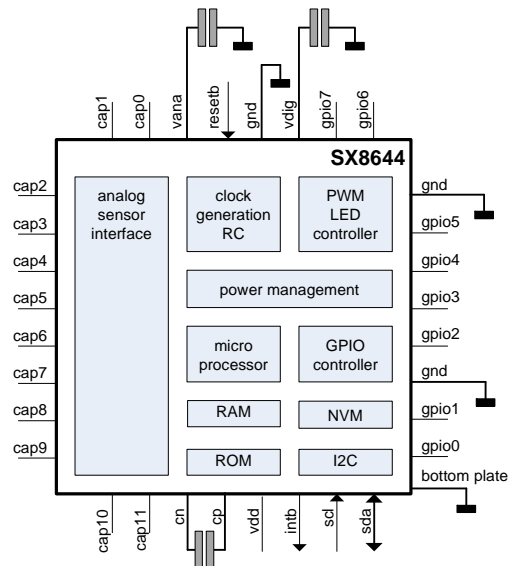 cap1
cap0
vana
resetb
gnd
vdig
gpio7
gpio6
SX8644
cap2
cap3
cap4
cap5
cap6
cap7
cap8
cap9
analog
sensor
interface
clock
generation
RC
PWM
LED
controller
power management
micro
processor
GPIO
controller
RAM
NVM
ROM
I2C
gnd
gpio5
gpio4
gpio3
gpio2
gnd
gpio1
gpio0
bottom plate
cap10
cap11
cn
cp
vdd
intb
scl
sda